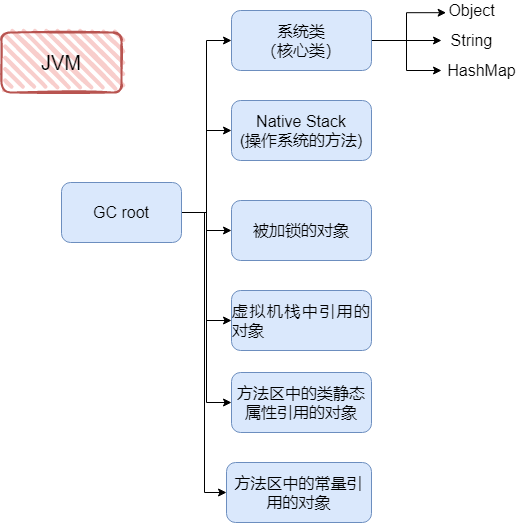 JVM
系统类
（核心类）
Object
String
HashMap
Native Stack
(操作系统的方法)
GC root
被加锁的对象
虚拟机栈中引用的
对象
方法区中的类静态
属性引用的对象
方法区中的常量引
用的对象